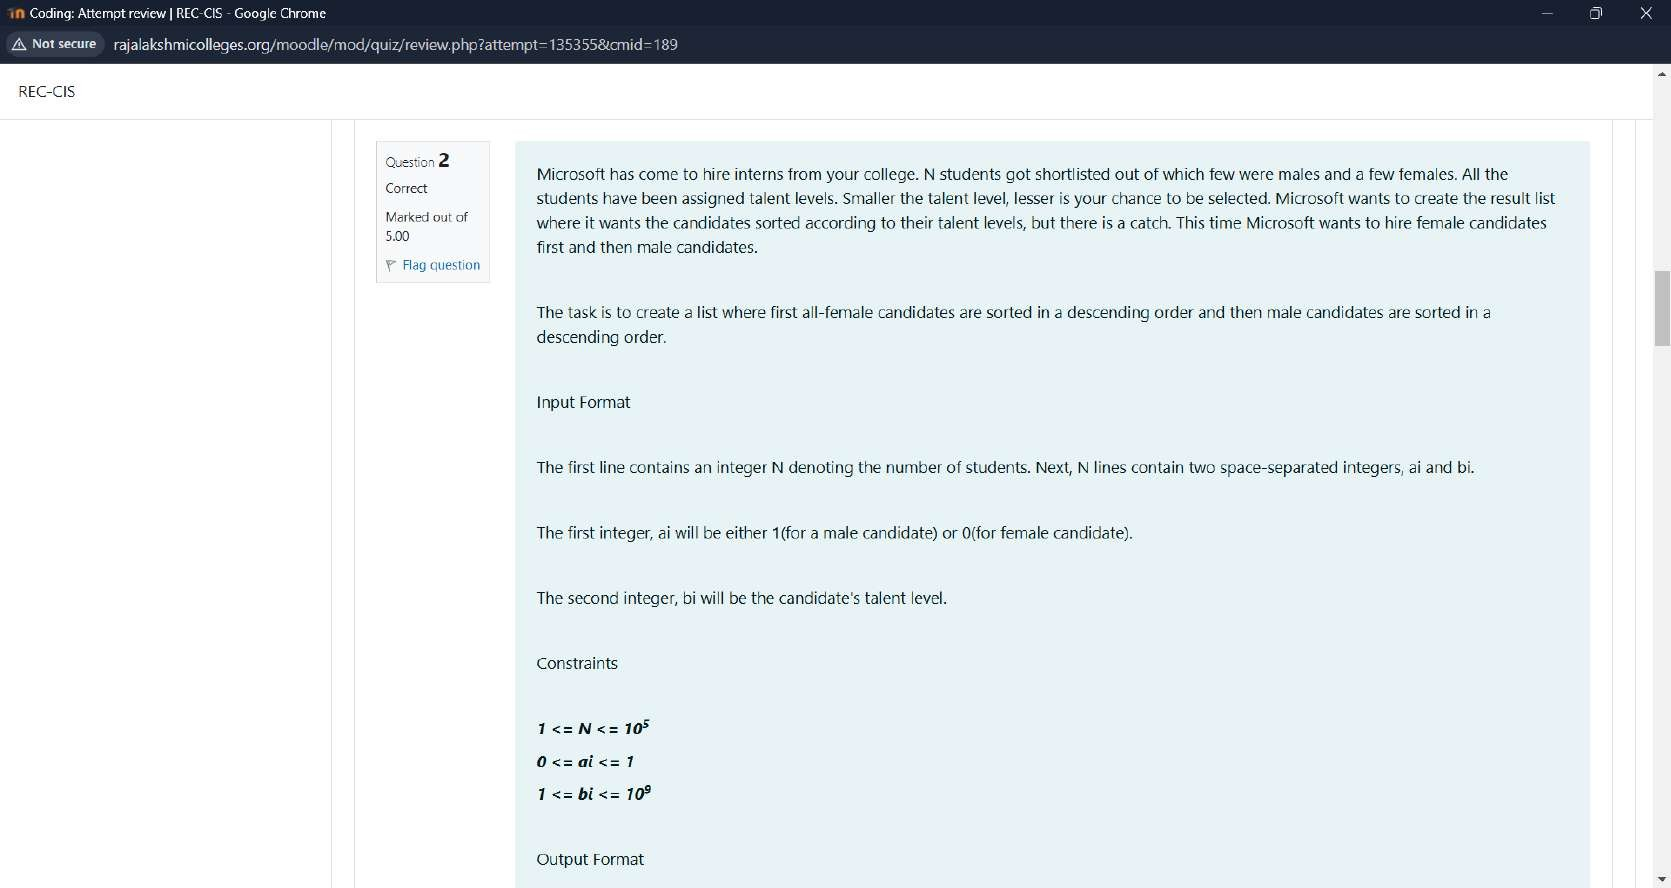 Coding: Attempt review | REC-CIS - Google Chrome
Not secure rajalakshmicolleges.org/moodle/mod/quiz/review.php?attempt=135355&cmid=189
REC-CIS
Question 2
Correct
Marked out of
5.00
Flag question
Microsoft has come to hire interns from your college. N students got shortlisted out of which few were males and a few females. All the
students have been assigned talent levels. Smaller the talent level, lesser is your chance to be selected. Microsoft wants to create the result list
where it wants the candidates sorted according to their talent levels, but there is a catch. This time Microsoft wants to hire female candidates
first and then male candidates.
The task is to create a list where first all-female candidates are sorted in a descending order and then male candidates are sorted in a
descending order.
Input Format
The first line contains an integer N denoting the number of students. Next, N lines contain two space-separated integers, ai and bi.
The first integer, ai will be either 1(for a male candidate) or 0(for female candidate).
The second integer, bi will be the candidate's talent level.
Constraints
1 <= N <= 10⁵
0 <= ai <= 1
1 <= bi <= 10⁹
Output Format